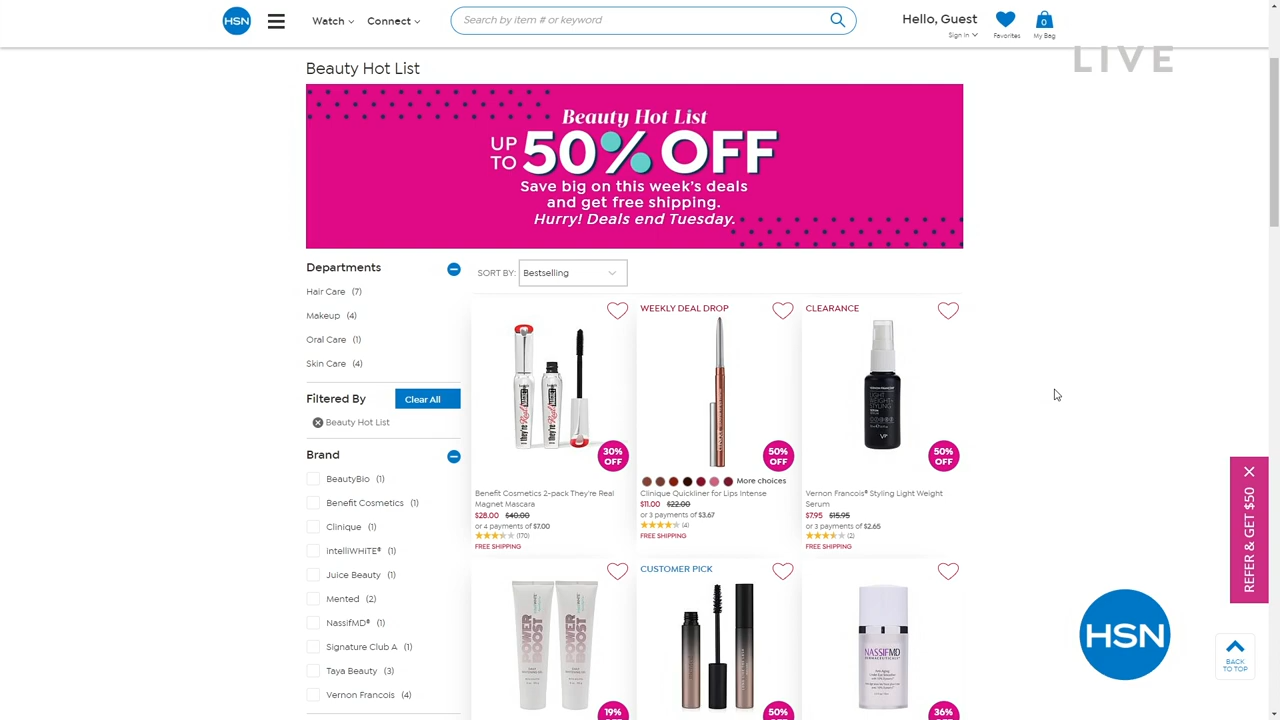 HSN
Watch
Connect
Search by item # or keyword
Hello, Guest
Sign In
Favorites
0
My Bag
LIVE
Beauty Hot List
Beauty Hot List
UP TO 50% OFF
Save big on this week's deals
and get free shipping.
Hurry! Deals end Tuesday.
Departments
Hair Care (7)
Makeup (4)
Oral Care (1)
Skin Care (4)
Filtered By
Clear All
Beauty Hot List
Brand
BeautyBio (1)
Benefit Cosmetics (1)
Clinique (1)
intelliWHiTE® (1)
Juice Beauty (1)
Mented (2)
NassifMD® (1)
Signature Club A (1)
Taya Beauty (3)
Vernon Francois (4)
SORT BY: Bestselling
30% OFF
Benefit Cosmetics 2-pack They're Real
Magnet Mascara
$28.00 $40.00
or 4 payments of $7.00
(170)
FREE SHIPPING
WEEKLY DEAL DROP
50% OFF
More choices
Clinique Quickliner for Lips Intense
$11.00 $22.00
or 3 payments of $3.67
(4)
FREE SHIPPING
CLEARANCE
50% OFF
Vernon Francois® Styling Light Weight
Serum
$7.95 $15.95
or 3 payments of $2.65
(2)
FREE SHIPPING
POWER BOOST
POWER BOOST
19%
CUSTOMER PICK
50%
NASSIFMD
36%
REFER & GET $50
HSN
BACK
TO TOP